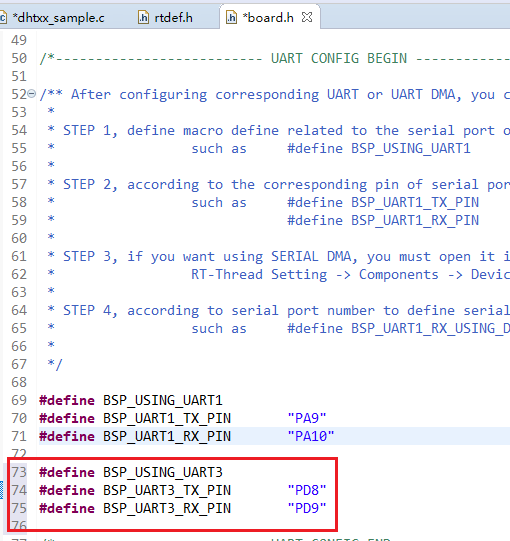 *dhtxx_sample.c rtdef.h *board.h
49
50 /*-------------------------- UART CONFIG BEGIN ------------
51
52 /** After configuring corresponding UART or UART DMA, you c
53 *
54 * STEP 1, define macro define related to the serial port o
55 * such as #define BSP_USING_UART1
56 *
57 * STEP 2, according to the corresponding pin of serial por
58 * such as #define BSP_UART1_TX_PIN
59 * #define BSP_UART1_RX_PIN
60 *
61 * STEP 3, if you want using SERIAL DMA, you must open it i
62 * RT-Thread Setting -> Components -> Devic
63 *
64 * STEP 4, according to serial port number to define serial
65 * such as #define BSP_UART1_RX_USING_D
66 *
67 */
68
69 #define BSP_USING_UART1
70 #define BSP_UART1_TX_PIN "PA9"
71 #define BSP_UART1_RX_PIN "PA10"
72
73 #define BSP_USING_UART3
74 #define BSP_UART3_TX_PIN "PD8"
75 #define BSP_UART3_RX_PIN "PD9"
76